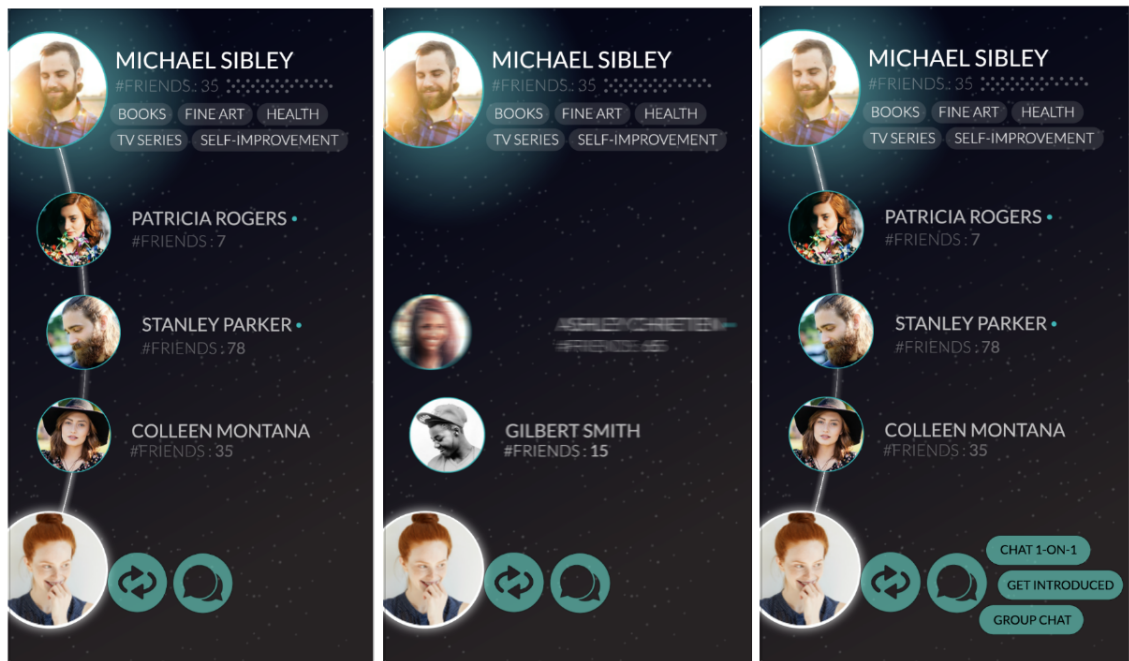 MICHAEL SIBLEY
#FRIENDS.: 35
BOOKS FINE ART HEALTH
TV SERIES SELF-IMPROVEMENT
PATRICIA ROGERS
#FRIENDS : 7
STANLEY PARKER
#FRIENDS : 78
COLLEEN MONTANA
#FRIENDS : 35
MICHAEL SIBLEY
#FRIENDS.: 35
BOOKS FINE ART HEALTH
TV SERIES SELF-IMPROVEMENT
GILBERT SMITH
#FRIENDS : 15
MICHAEL SIBLEY
#FRIENDS.: 35
BOOKS FINE ART HEALTH
TV SERIES SELF-IMPROVEMENT
PATRICIA ROGERS
#FRIENDS : 7
STANLEY PARKER
#FRIENDS : 78
COLLEEN MONTANA
#FRIENDS : 35
CHAT 1-ON-1
GET INTRODUCED
GROUP CHAT